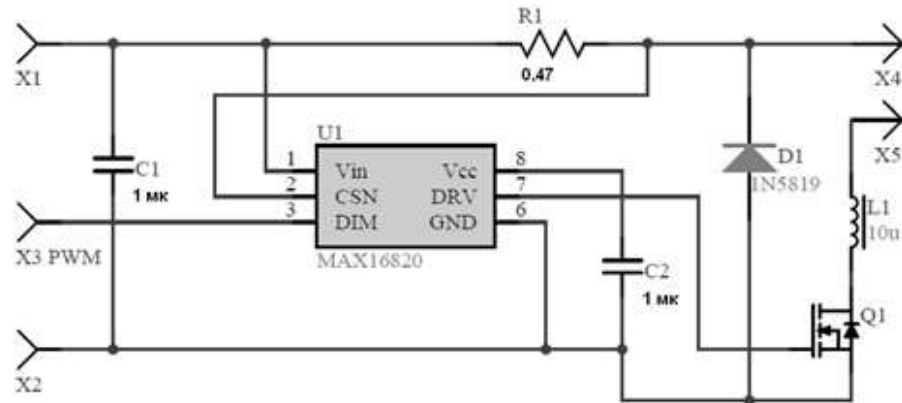 R1
X1
0,47
X4
U1
X5
C1
1 мк
1
Vin
Vcc
8
D1
1N5819
2
CSN
DRV
7
3
DIM
GND
6
L1
10u
X3 PWM
MAX16820
C2
1 мк
Q1
X2